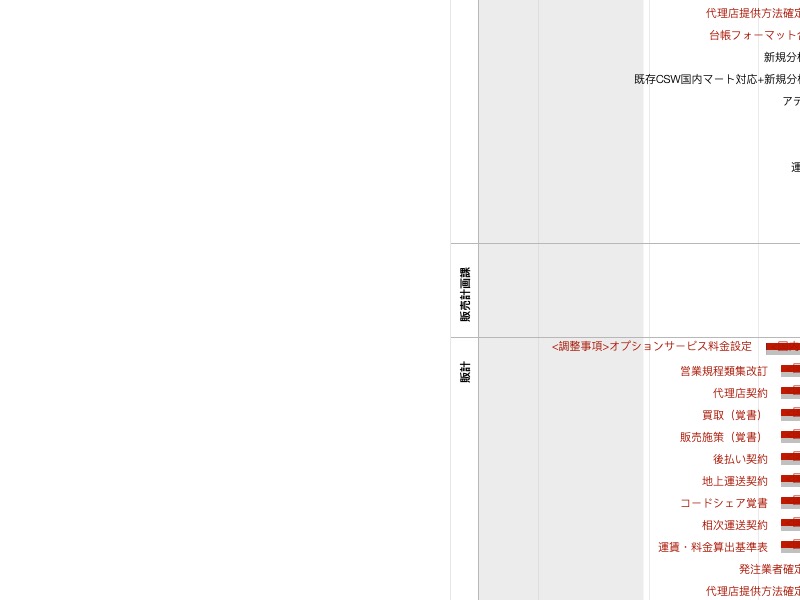 代理店提供方法確定
台帳フォーマット
新規分
既存CSW国内マート対応+新規分
アテ
運
販売計画課
<調整事項>オプションサービス料金設定
販計
営業規程類集改訂
代理店契約
買取（覚書）
販売施策（覚書）
後払い契約
地上運送契約
コードシェア覚書
相次運送契約
運賃・料金算出基準表
発注業者確定
代理店提供方法確定